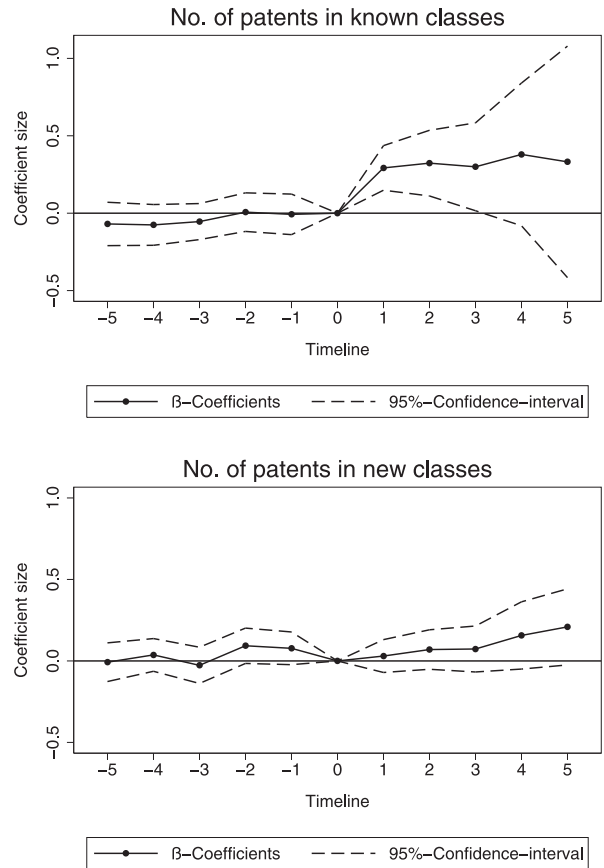 No. of patents in known classes
Coefficient size
1.0
0.5
0.0
−0.5
−5 −4 −3 −2 −1 0 1 2 3 4 5
Timeline
ß−Coefficients 95%−Confidence−interval
No. of patents in new classes
Coefficient size
1.0
0.5
0.0
−0.5
−5 −4 −3 −2 −1 0 1 2 3 4 5
Timeline
ß−Coefficients 95%−Confidence−interval